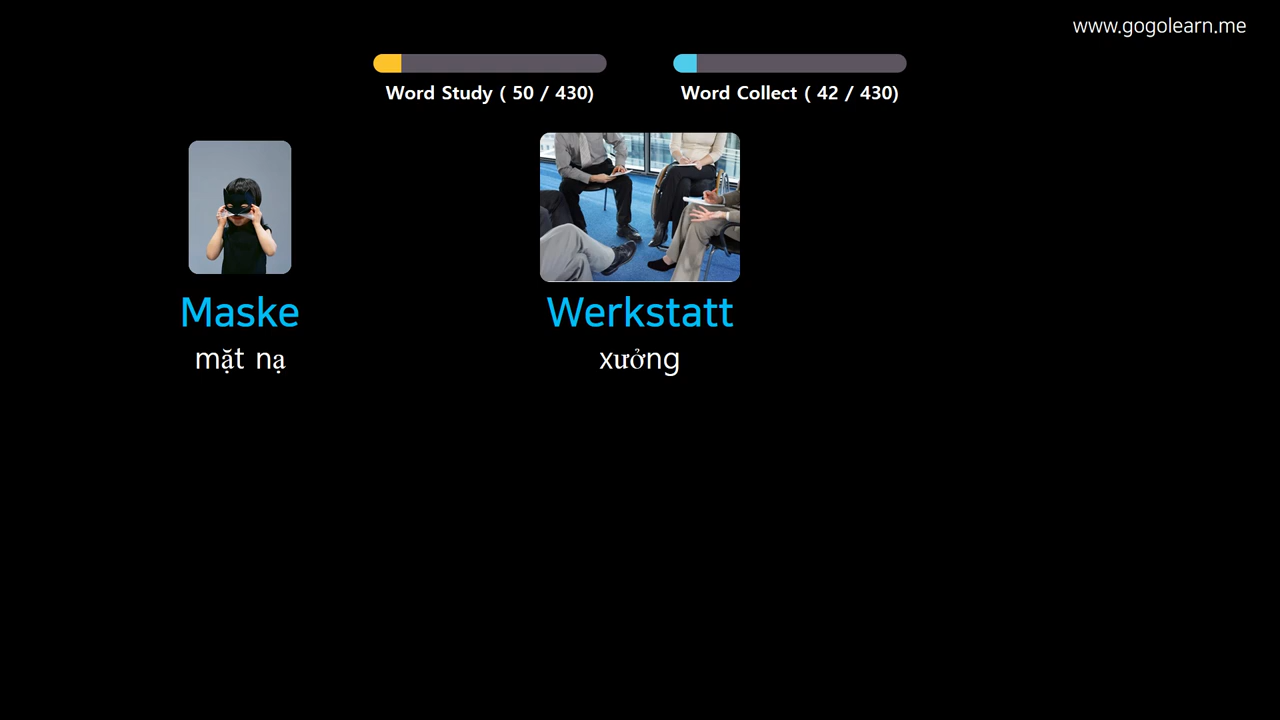 www.gogolearn.me
Word Study ( 50 / 430)
Word Collect ( 42 / 430)
Maske
mặt nạ
Werkstatt
xưởng